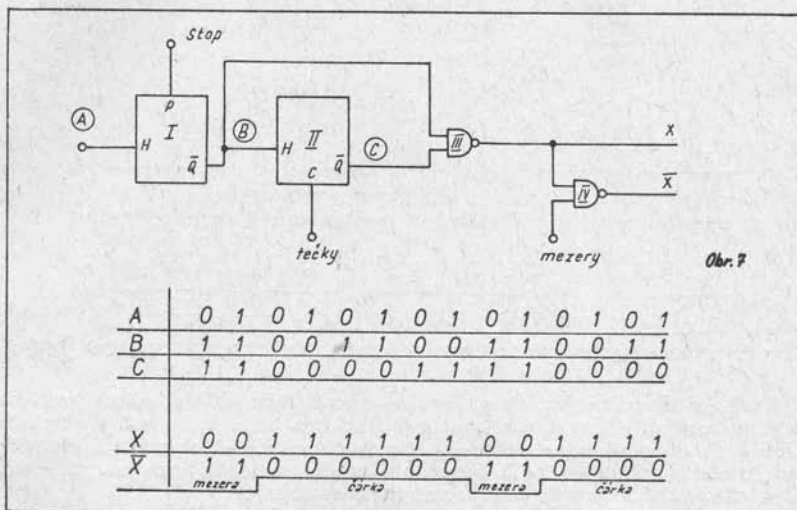 stop
A
P
I
H
Q̅
B
II
H
C
Q̅
C
III
X
IV
X̅
tečky
mezery
Obr. 7
A 0 1 0 1 0 1 0 1 0 1 0 1 0 1
B 1 1 0 0 1 1 0 0 1 1 0 0 1 1
C 1 1 0 0 0 0 1 1 1 1 0 0 0 0
X 0 0 1 1 1 1 1 1 0 0 1 1 1 1
X̅ 1 1 0 0 0 0 0 0 1 1 0 0 0 0
mezera čárka mezera čárka